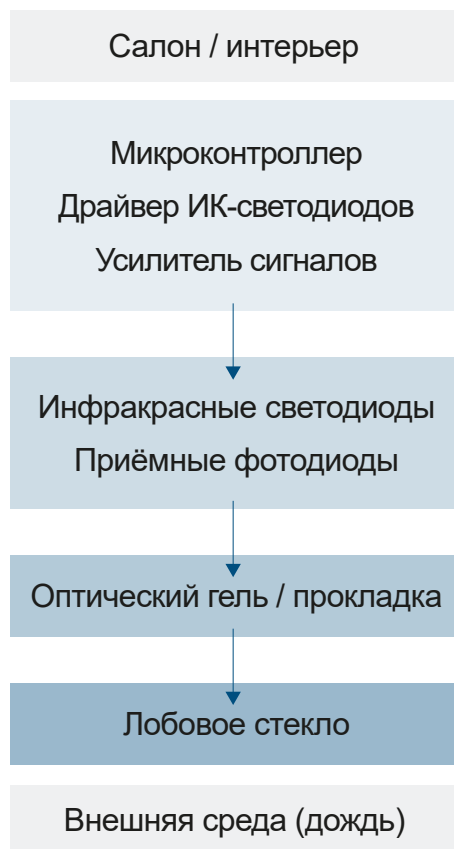 Салон / интерьер
Микроконтроллер
Драйвер ИК-светодиодов
Усилитель сигналов
Инфракрасные светодиоды
Приёмные фотодиоды
Оптический гель / прокладка
Лобовое стекло
Внешняя среда (дождь)